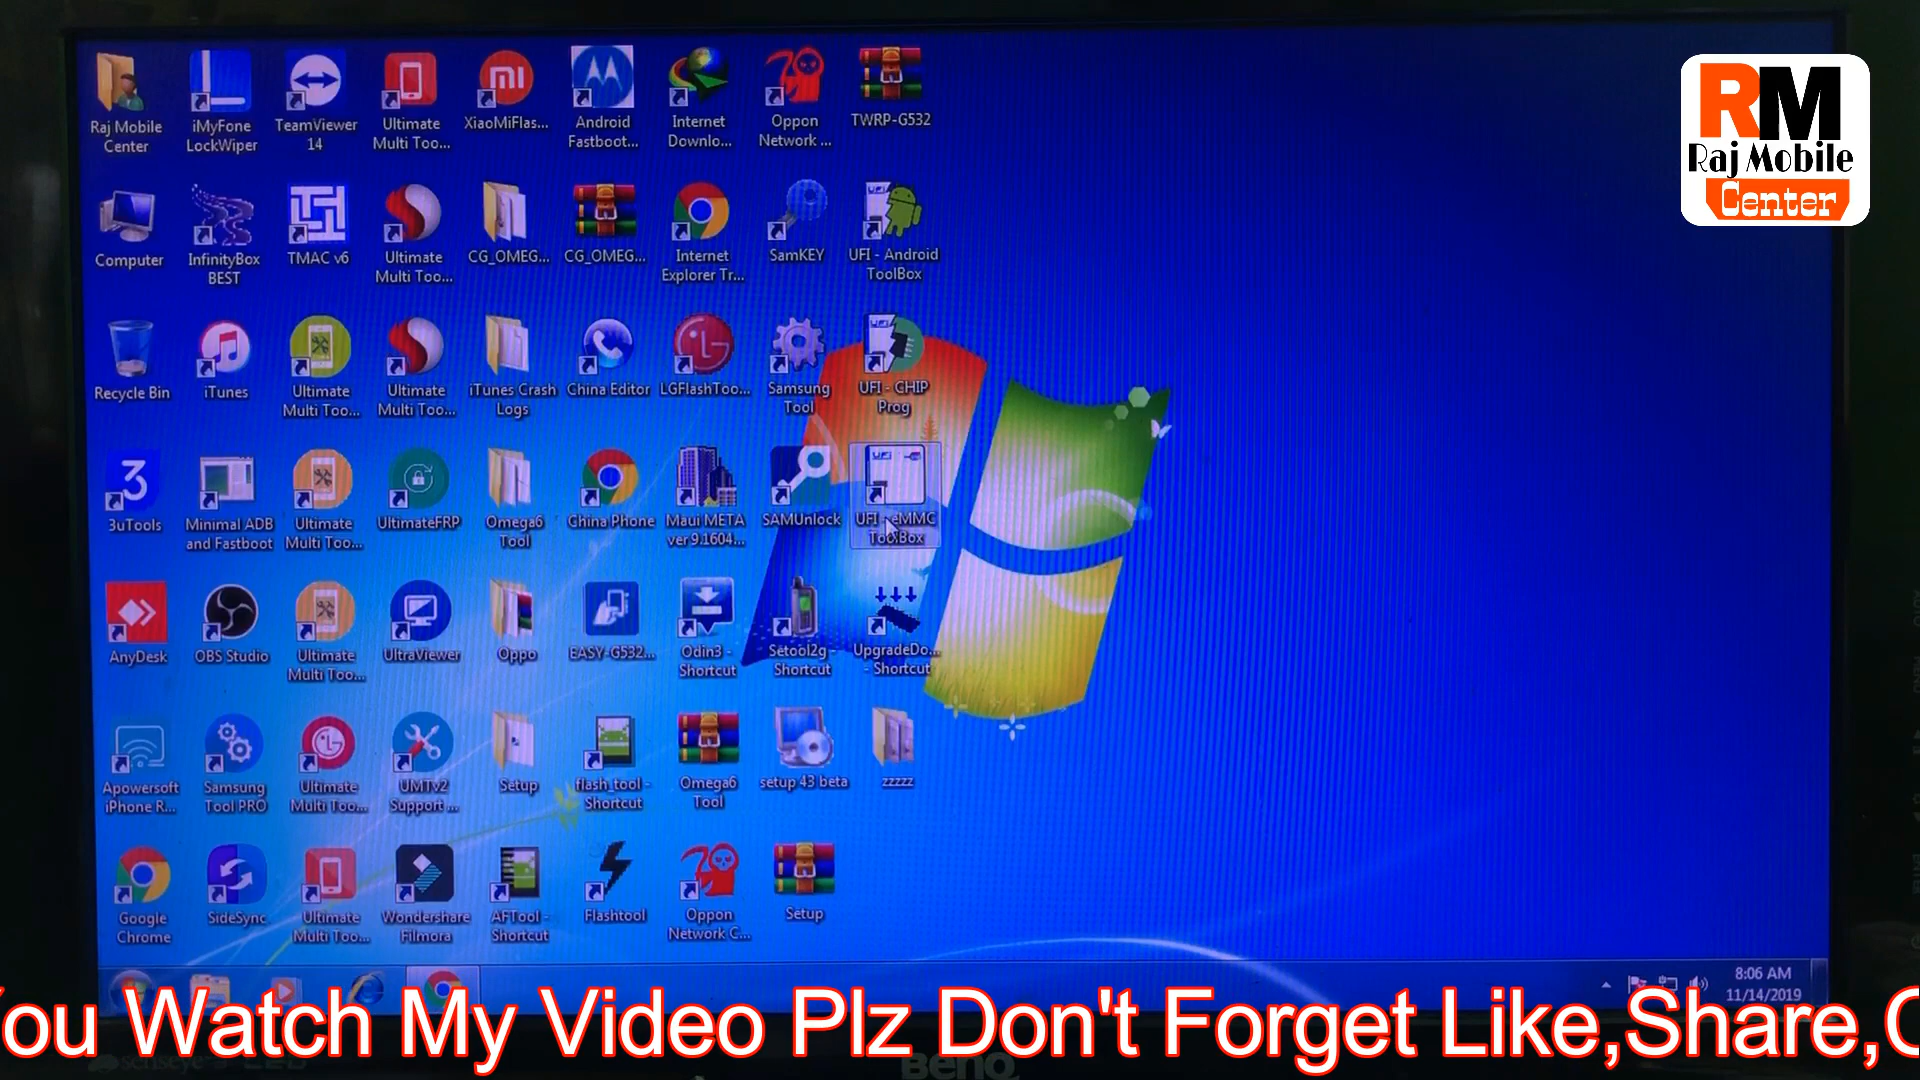 Raj Mobile
Center
iMyFone
LockWiper
TeamViewer
14
Ultimate
Multi Too...
XiaoMiFlas...
Android
Fastboot...
Internet
Downlo...
Oppon
Network ...
TWRP-G532
RM
Raj Mobile
Center
Computer
InfinityBox
BEST
TMAC v6
Ultimate
Multi Too...
CG_OMEG...
CG_OMEG...
Internet
Explorer Tr...
SamKEY
UFI - Android
ToolBox
Recycle Bin
iTunes
Ultimate
Multi Too...
Ultimate
Multi Too...
iTunes Crash
Logs
China Editor
LGFlashToo...
Samsung
Tool
UFI - CHIP
Prog
3uTools
Minimal ADB
and Fastboot
Ultimate
Multi Too...
UltimateFRP
Omega6
Tool
China Phone
Maui META
ver 9.1604...
SAMUnlock
UFI - eMMC
ToolBox
AnyDesk
OBS Studio
Ultimate
Multi Too...
UltraViewer
Oppo
EASY-G532...
Odin3 -
Shortcut
Setool2g -
Shortcut
UpgradeDo...
- Shortcut
Apowersoft
iPhone R...
Samsung
Tool PRO
Ultimate
Multi Too...
UMTv2
Support ...
Setup
flash_tool -
Shortcut
Omega6
Tool
setup 43 beta
zzzzz
Google
Chrome
SideSync
Ultimate
Multi Too...
Wondershare
Filmora
AFTool -
Shortcut
Flashtool
Oppon
Network C...
Setup
8:06 AM
11/14/2019
You Watch My Video Plz Don't Forget Like,Share,C
BenQ